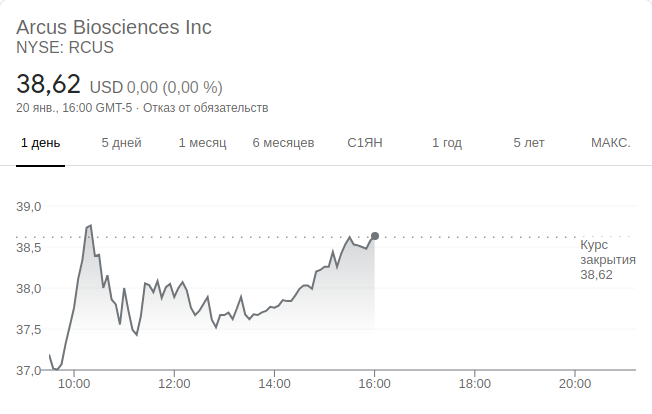 Arcus Biosciences Inc
NYSE: RCUS
38,62 USD 0,00 (0,00 %)
20 янв., 16:00 GMT-5 · Отказ от обязательств
1 день 5 дней 1 месяц 6 месяцев С1ЯН 1 год 5 лет МАКС.
39,0
38,5
38,0
37,5
37,0
Курс
закрытия
38,62
10:00 12:00 14:00 16:00 18:00 20:00